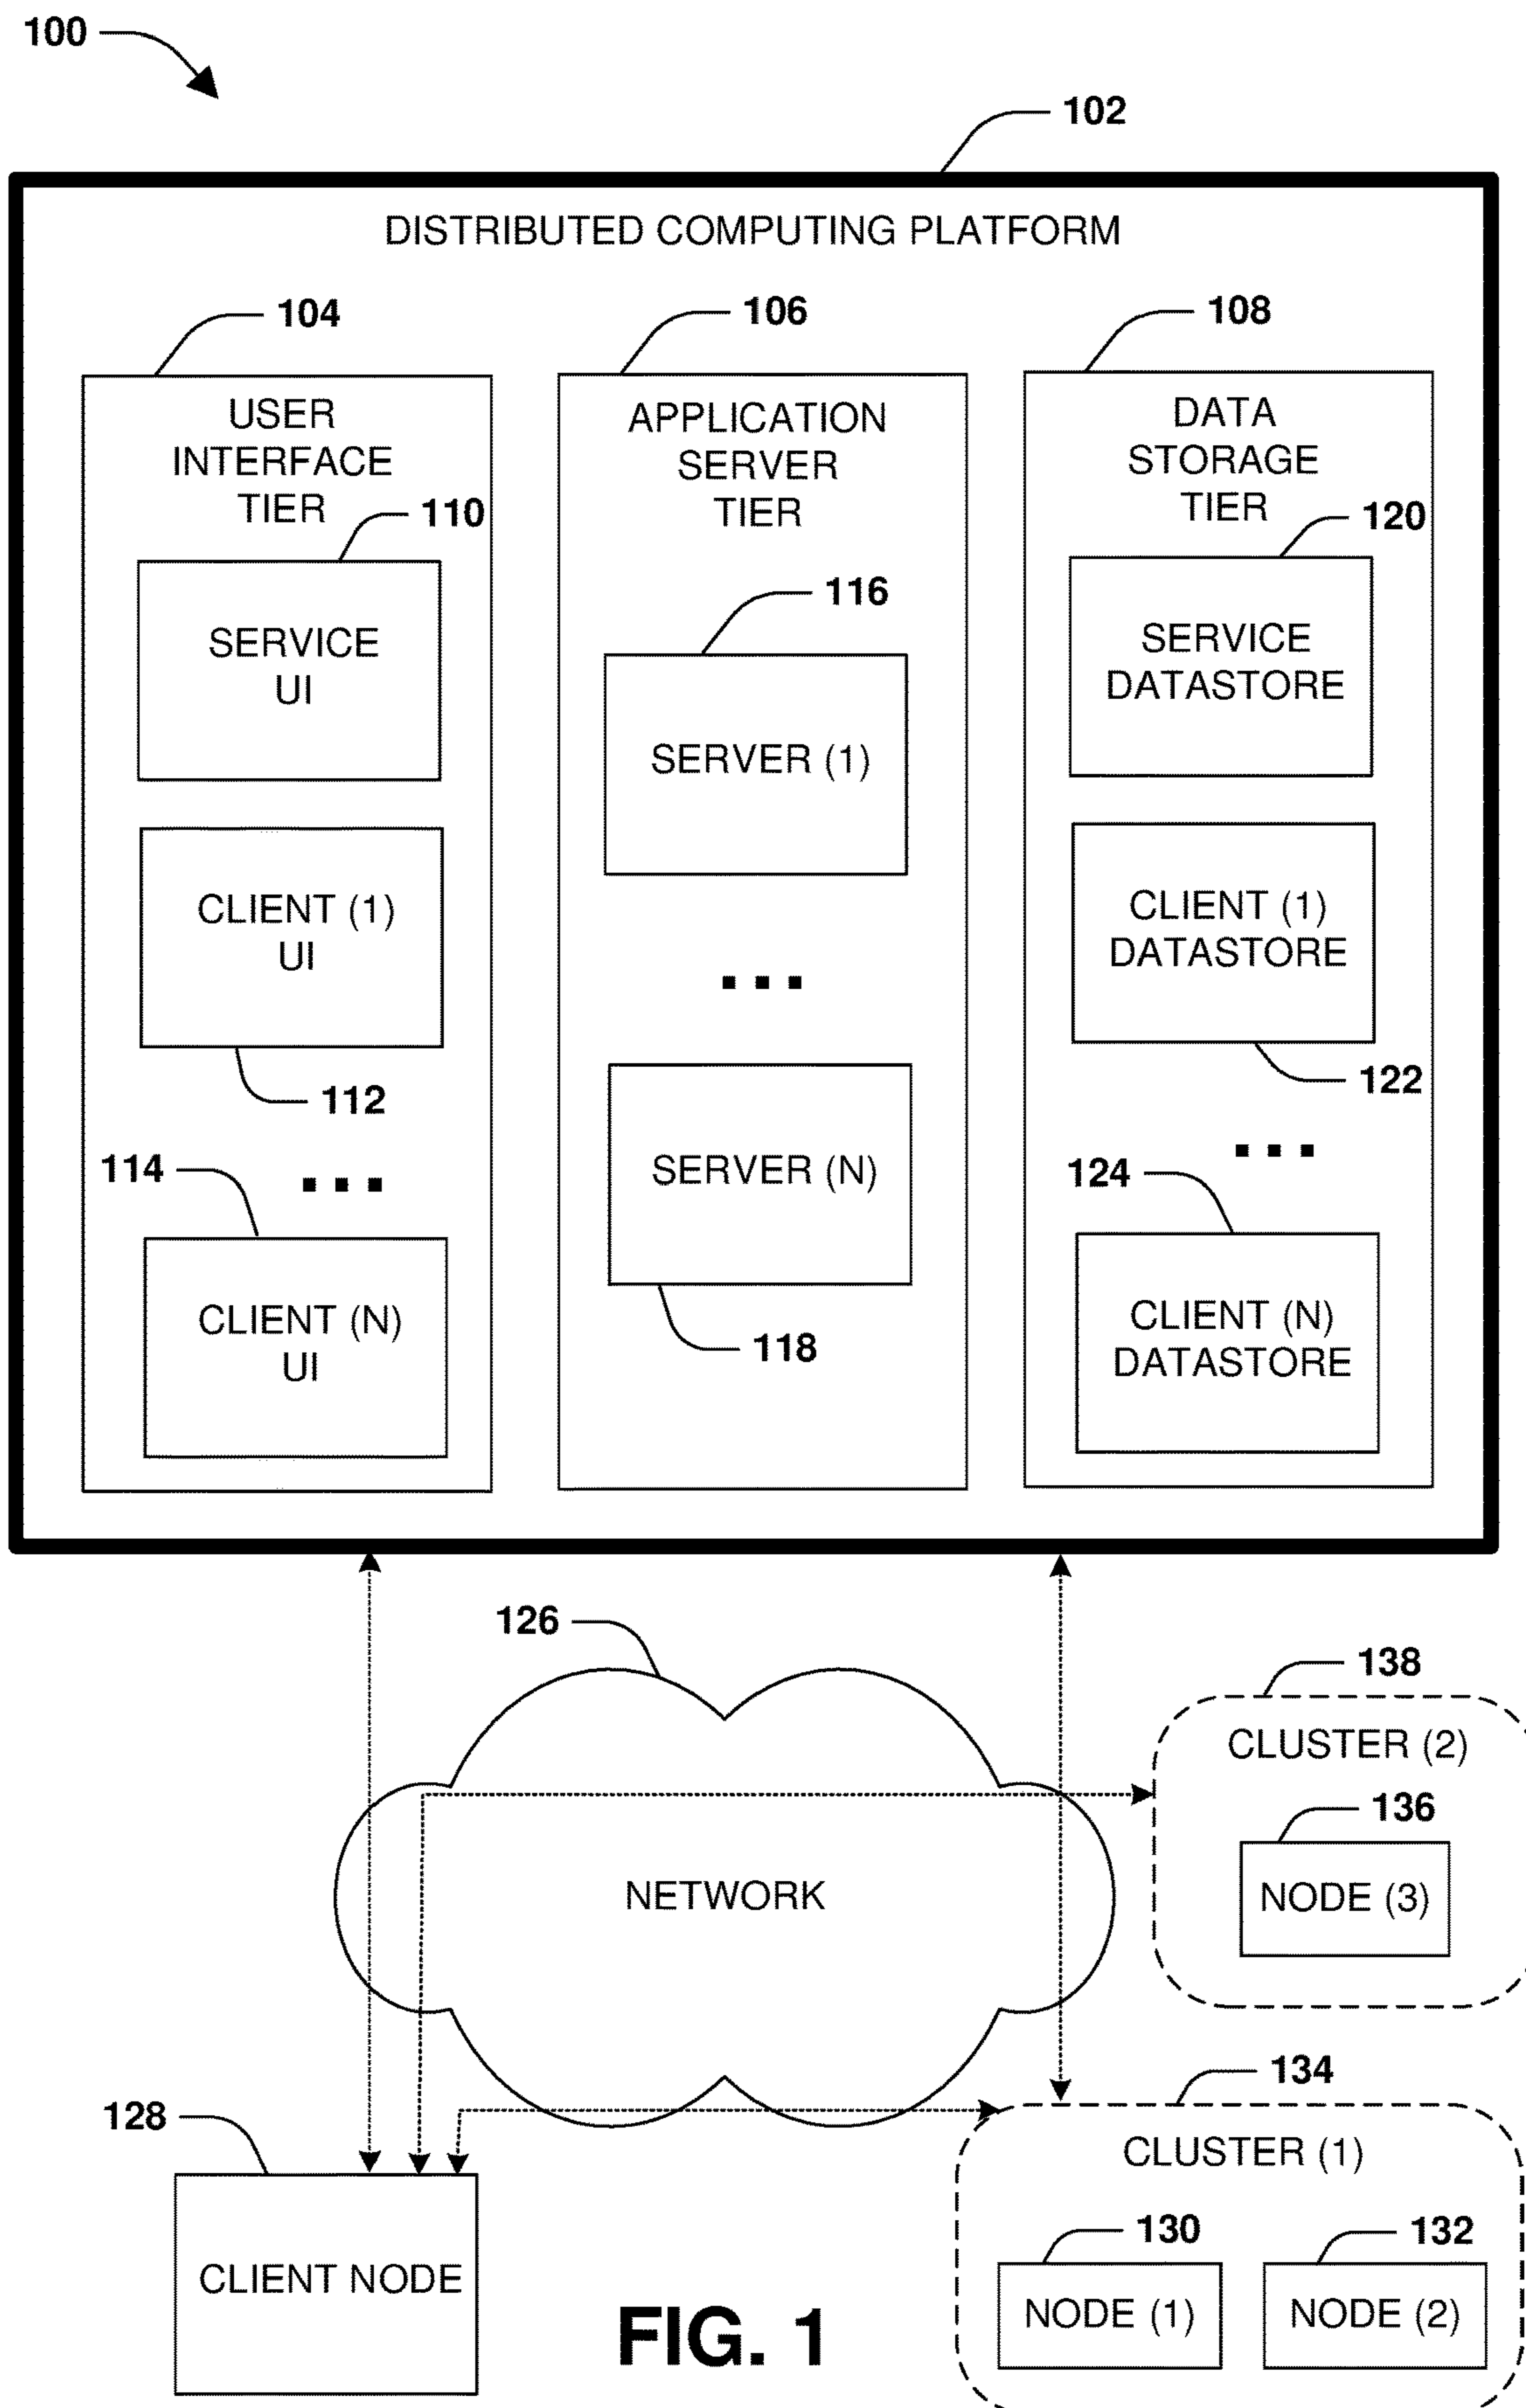 100
102
DISTRIBUTED COMPUTING PLATFORM
104
USER
INTERFACE
TIER
110
SERVICE
UI
CLIENT (1)
UI
112
114
CLIENT (N)
UI
106
APPLICATION
SERVER
TIER
116
SERVER (1)
SERVER (N)
118
108
DATA
STORAGE
TIER
120
SERVICE
DATASTORE
CLIENT (1)
DATASTORE
122
124
CLIENT (N)
DATASTORE
126
NETWORK
138
CLUSTER (2)
136
NODE (3)
134
CLUSTER (1)
130
NODE (1)
132
NODE (2)
128
CLIENT NODE
FIG. 1